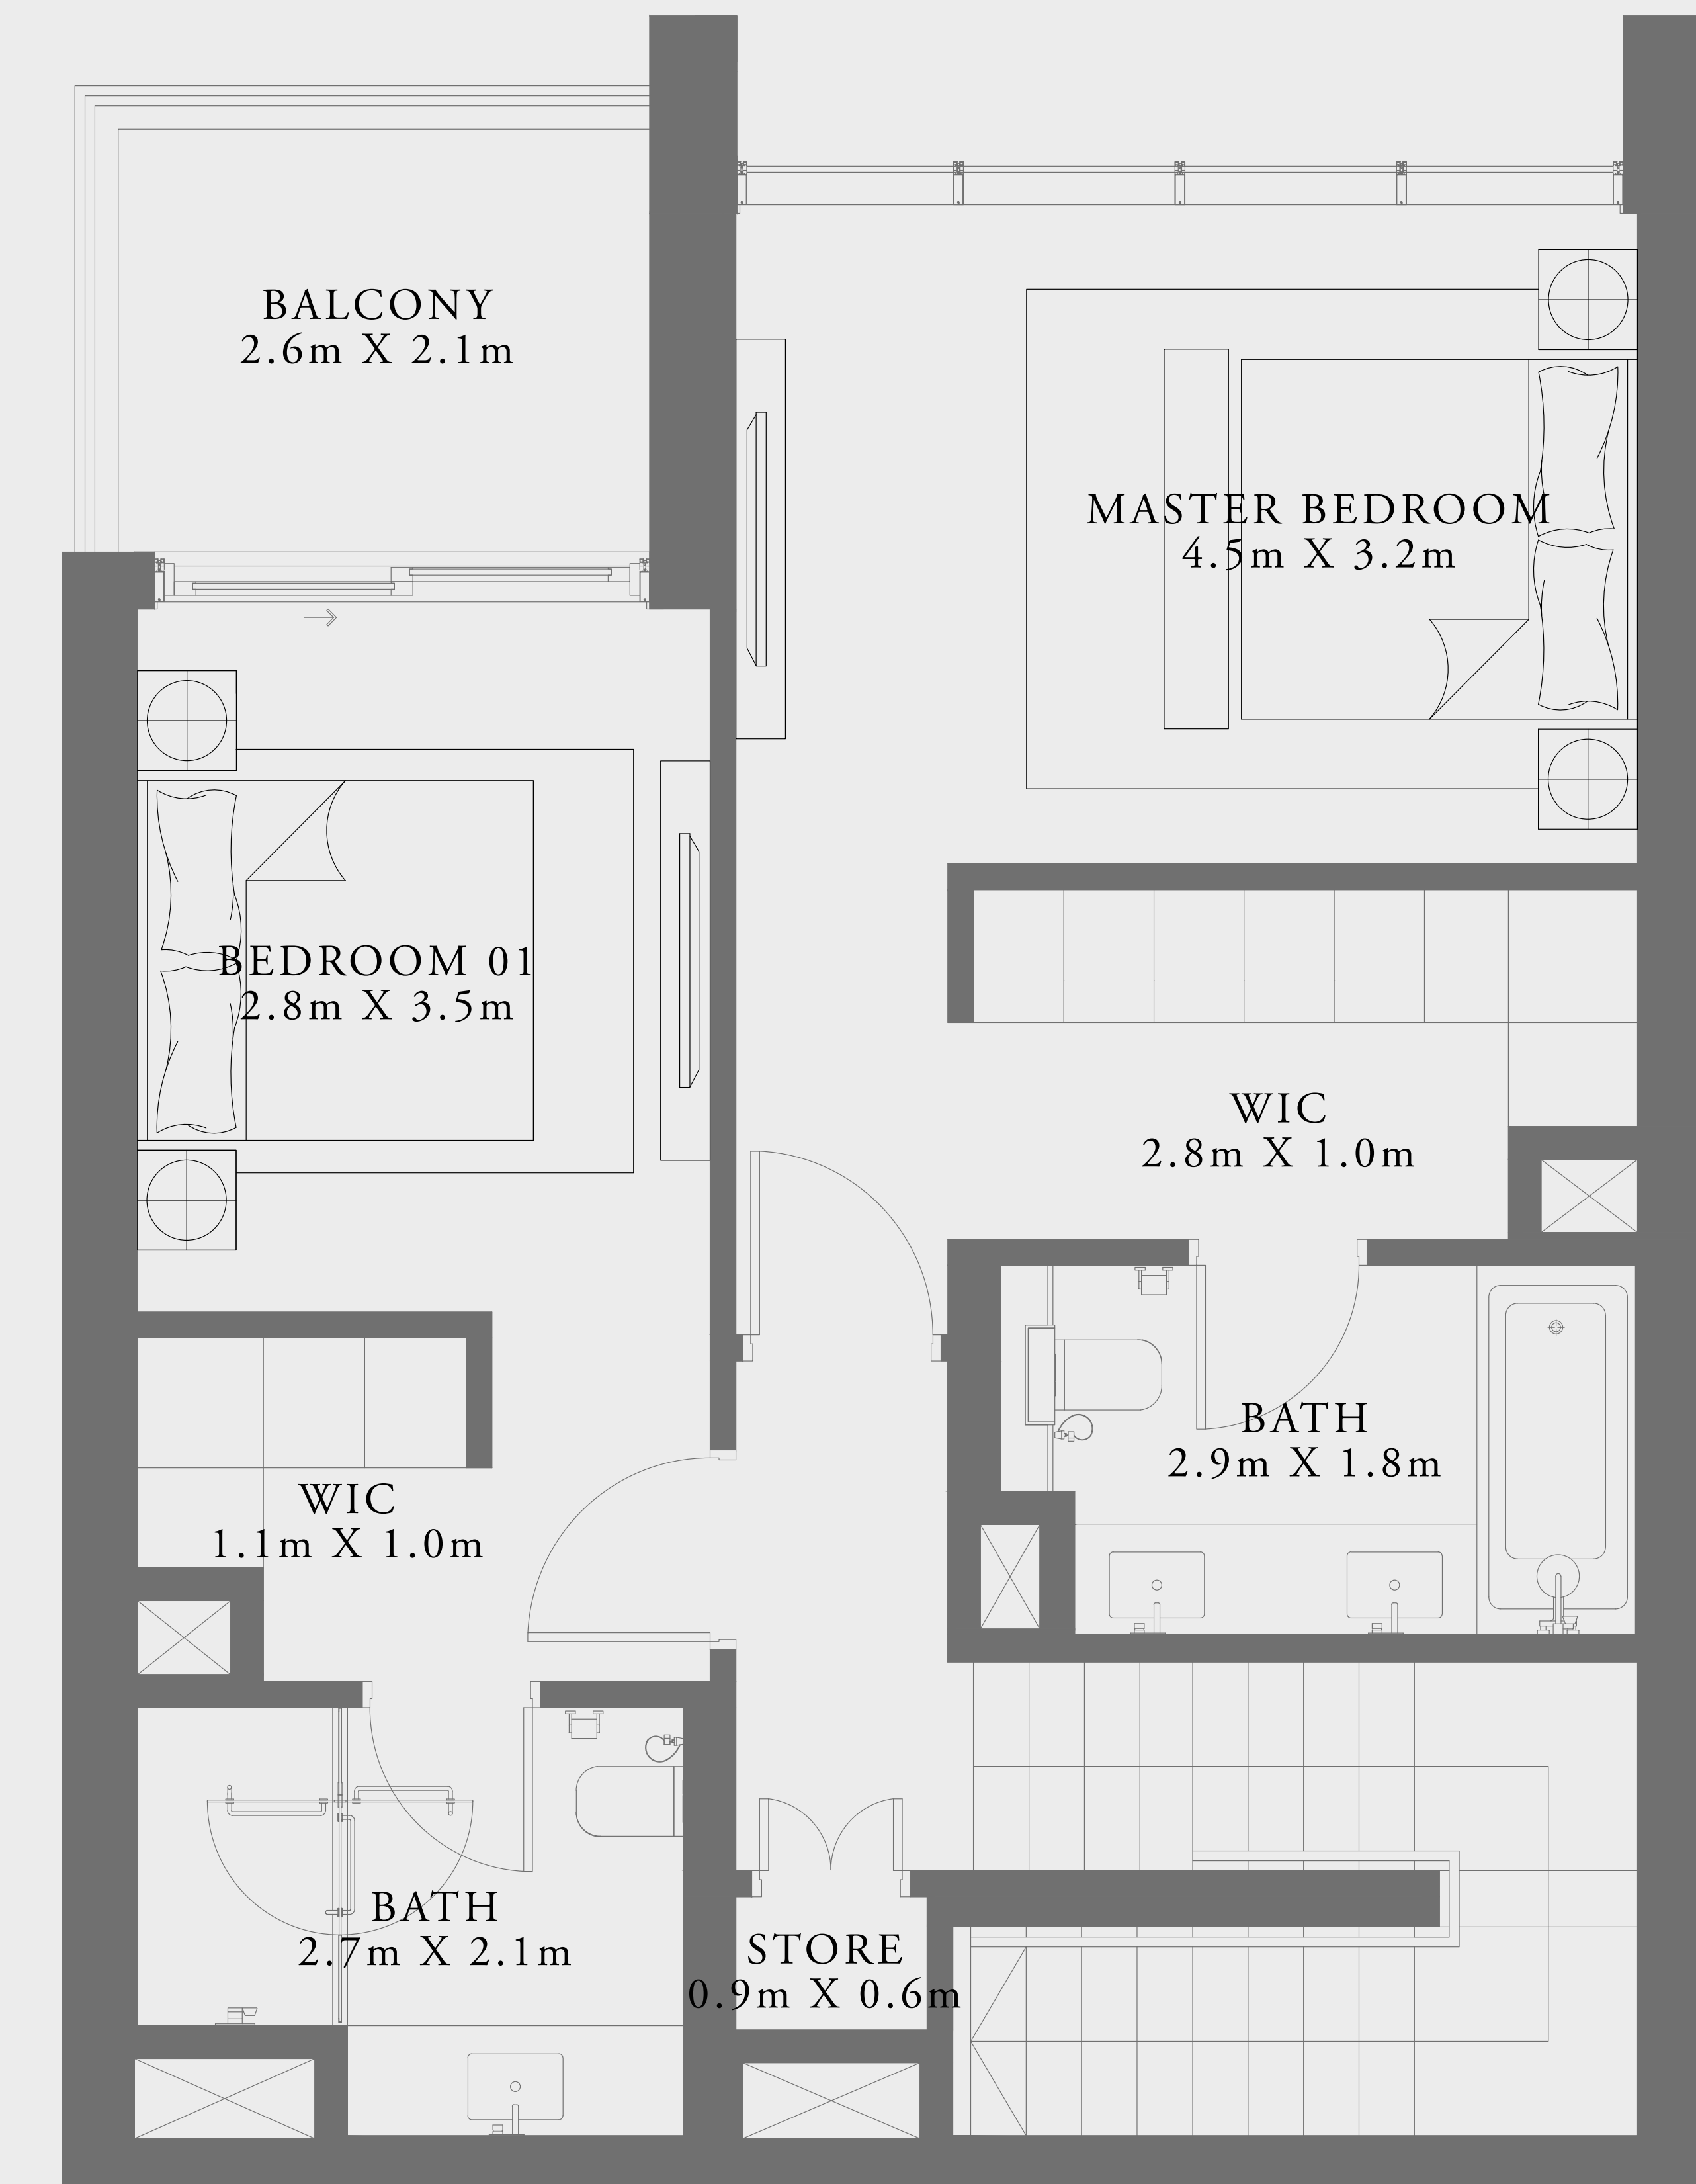 BALCONY
2.6m X 2.1m
MASTER BEDROOM
4.5m X 3.2m
BEDROOM 01
2.8m X 3.5m
WIC
2.8m X 1.0m
BATH
2.9m X 1.8m
WIC
1.1m X 1.0m
BATH
2.7m X 2.1m
STORE
0.9m X 0.6m